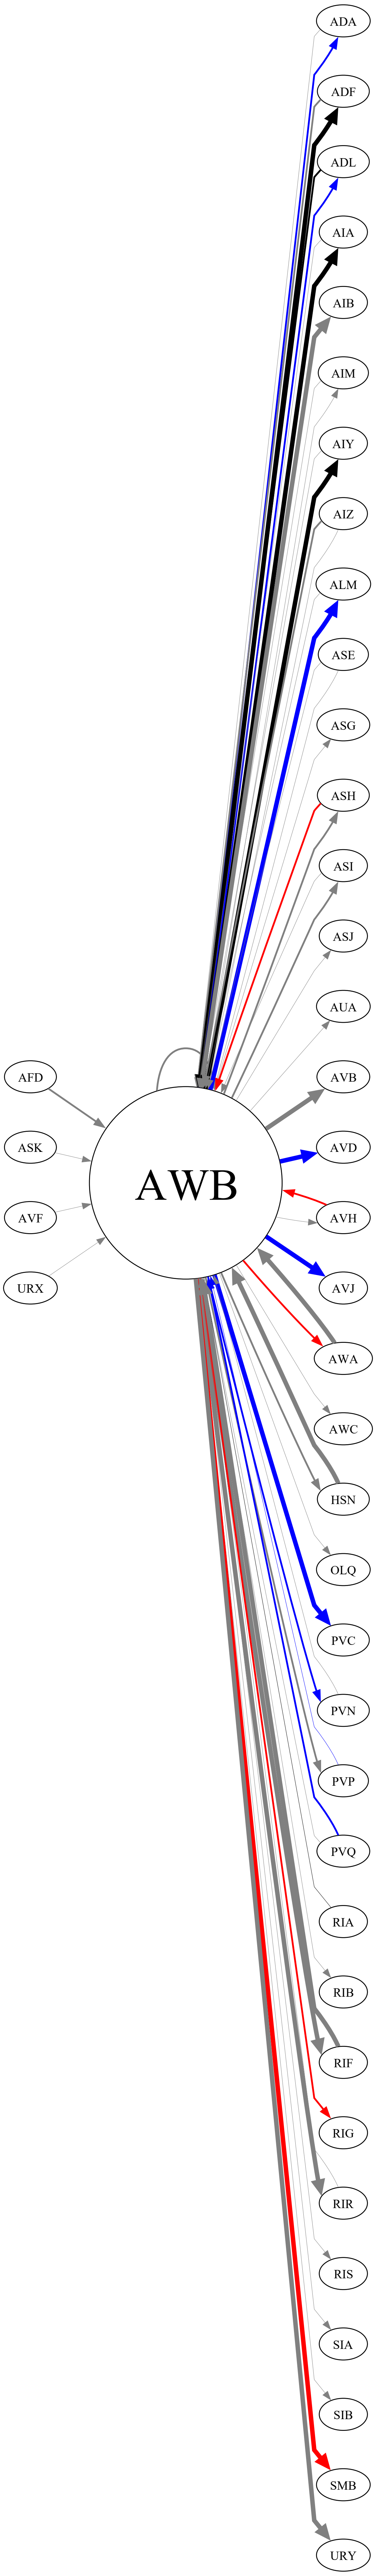 ADA
ADF
ADL
AIA
AIB
AIM
AIY
AIZ
ALM
ASE
ASG
ASH
ASI
ASJ
AUA
AFD
AVB
ASK
AVD
AWB
AVF
AVH
URX
AVJ
AWA
AWC
HSN
OLQ
PVC
PVN
PVP
PVQ
RIA
RIB
RIF
RIG
RIR
RIS
SIA
SIB
SMB
URY